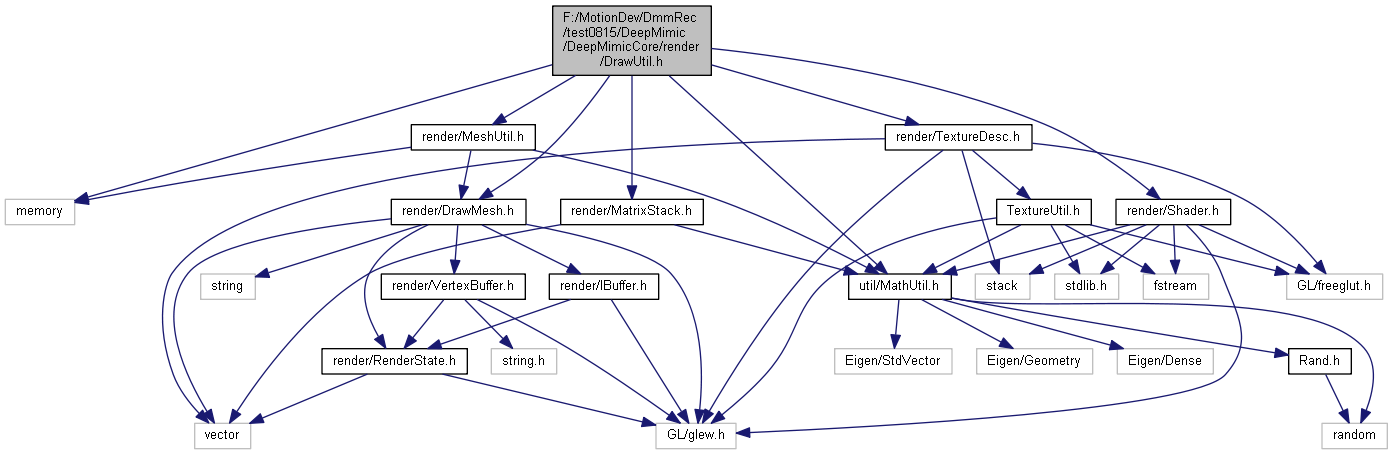 F:/MotionDev/DmmRec
/test0815/DeepMimic
/DeepMimicCore/render
/DrawUtil.h
render/MeshUtil.h
render/TextureDesc.h
memory
render/DrawMesh.h
render/MatrixStack.h
TextureUtil.h
render/Shader.h
string
render/VertexBuffer.h
render/IBuffer.h
util/MathUtil.h
stack
stdlib.h
fstream
GL/freeglut.h
render/RenderState.h
string.h
Eigen/StdVector
Eigen/Geometry
Eigen/Dense
Rand.h
vector
GL/glew.h
random